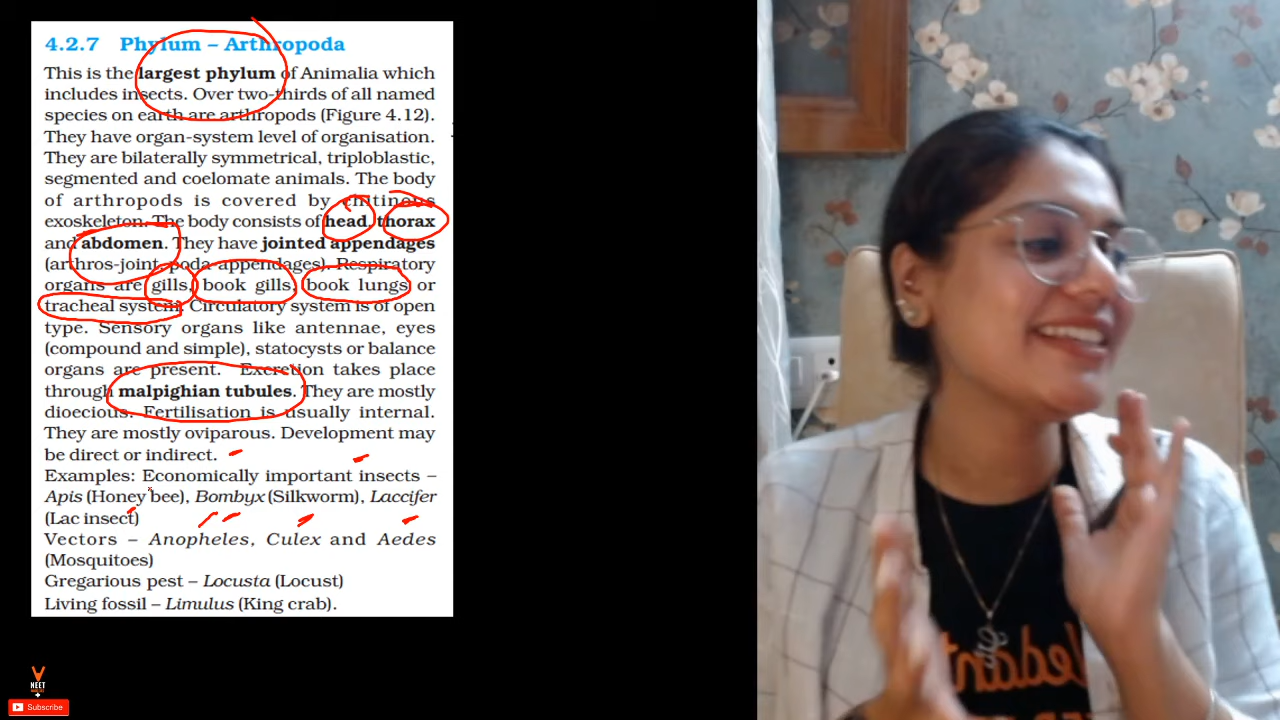 4.2.7 Phylum – Arthropoda
This is the largest phylum of Animalia which
includes insects. Over two-thirds of all named
species on earth are arthropods (Figure 4.12).
They have organ-system level of organisation.
They are bilaterally symmetrical, triploblastic,
segmented and coelomate animals. The body
of arthropods is covered by chitinous
exoskeleton. The body consists of head, thorax
and abdomen. They have jointed appendages
(arthros-joint, poda-appendages). Respiratory
organs are gills, book gills, book lungs or
tracheal system. Circulatory system is of open
type. Sensory organs like antennae, eyes
(compound and simple), statocysts or balance
organs are present. Excretion takes place
through malpighian tubules. They are mostly
dioecious. Fertilisation is usually internal.
They are mostly oviparous. Development may
be direct or indirect.
Examples: Economically important insects –
Apis (Honey bee), Bombyx (Silkworm), Laccifer
(Lac insect)
Vectors – Anopheles, Culex and Aedes
(Mosquitoes)
Gregarious pest – Locusta (Locust)
Living fossil – Limulus (King crab).
V
NEET
Subscribe
Vedant